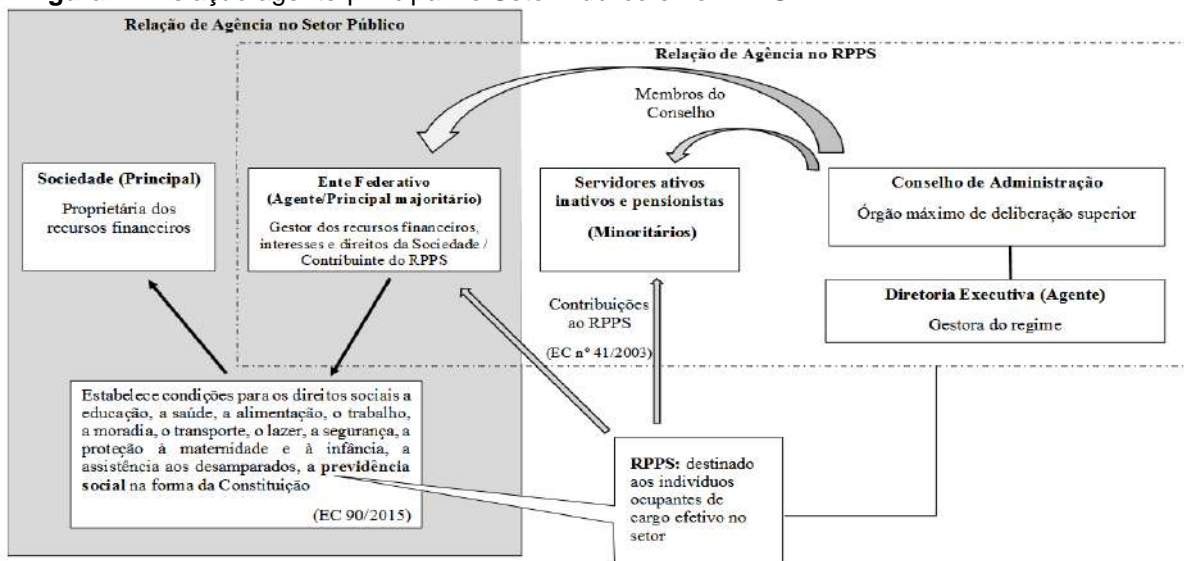 Relação de Agência no Setor Público
Relação de Agência no RPPS
Membros do
Conselho
Sociedade (Principal)
Proprietária dos
recursos financeiros
Ente Federativo
(Agente/Principal majoritário)
Gestor dos recursos financeiros,
interesses e direitos da Sociedade /
Contribuinte do RPPS
Servidores ativos
inativos e pensionistas
(Minoritários)
Conselho de Administração
Órgão máximo de deliberação superior
Diretoria Executiva (Agente)
Gestora do regime
Contribuições
ao RPPS
(EC nº 41/2003)
Estabelece condições para os direitos sociais a
educação, a saúde, a alimentação, o trabalho,
a moradia, o transporte, o lazer, a segurança, a
proteção à maternidade e à infância, a
assistência aos desamparados, a previdência
social na forma da Constituição
(EC 90/2015)
RPPS: destinado
aos indivíduos
ocupantes de
cargo efetivo no
setor